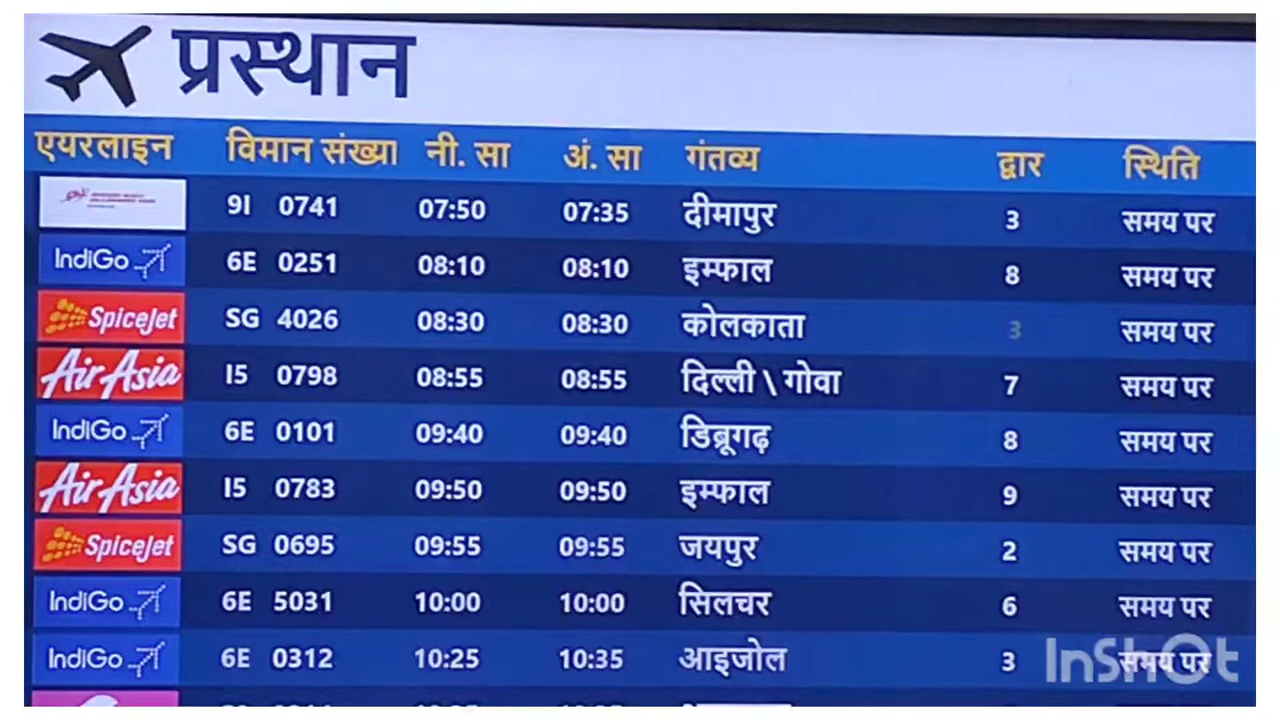 प्रस्थान
एयरलाइन विमान संख्या नी. सा अं. सा गंतव्य द्वार स्थिति
9I 0741 07:50 07:35 दीमापुर 3 समय पर
IndiGo 6E 0251 08:10 08:10 इम्फाल 8 समय पर
SpiceJet SG 4026 08:30 08:30 कोलकाता 3 समय पर
AirAsia I5 0798 08:55 08:55 दिल्ली \ गोवा 7 समय पर
IndiGo 6E 0101 09:40 09:40 डिब्रूगढ़ 8 समय पर
AirAsia I5 0783 09:50 09:50 इम्फाल 9 समय पर
SpiceJet SG 0695 09:55 09:55 जयपुर 2 समय पर
IndiGo 6E 5031 10:00 10:00 सिलचर 6 समय पर
IndiGo 6E 0312 10:25 10:35 आइजोल 3 समय पर
InShOt